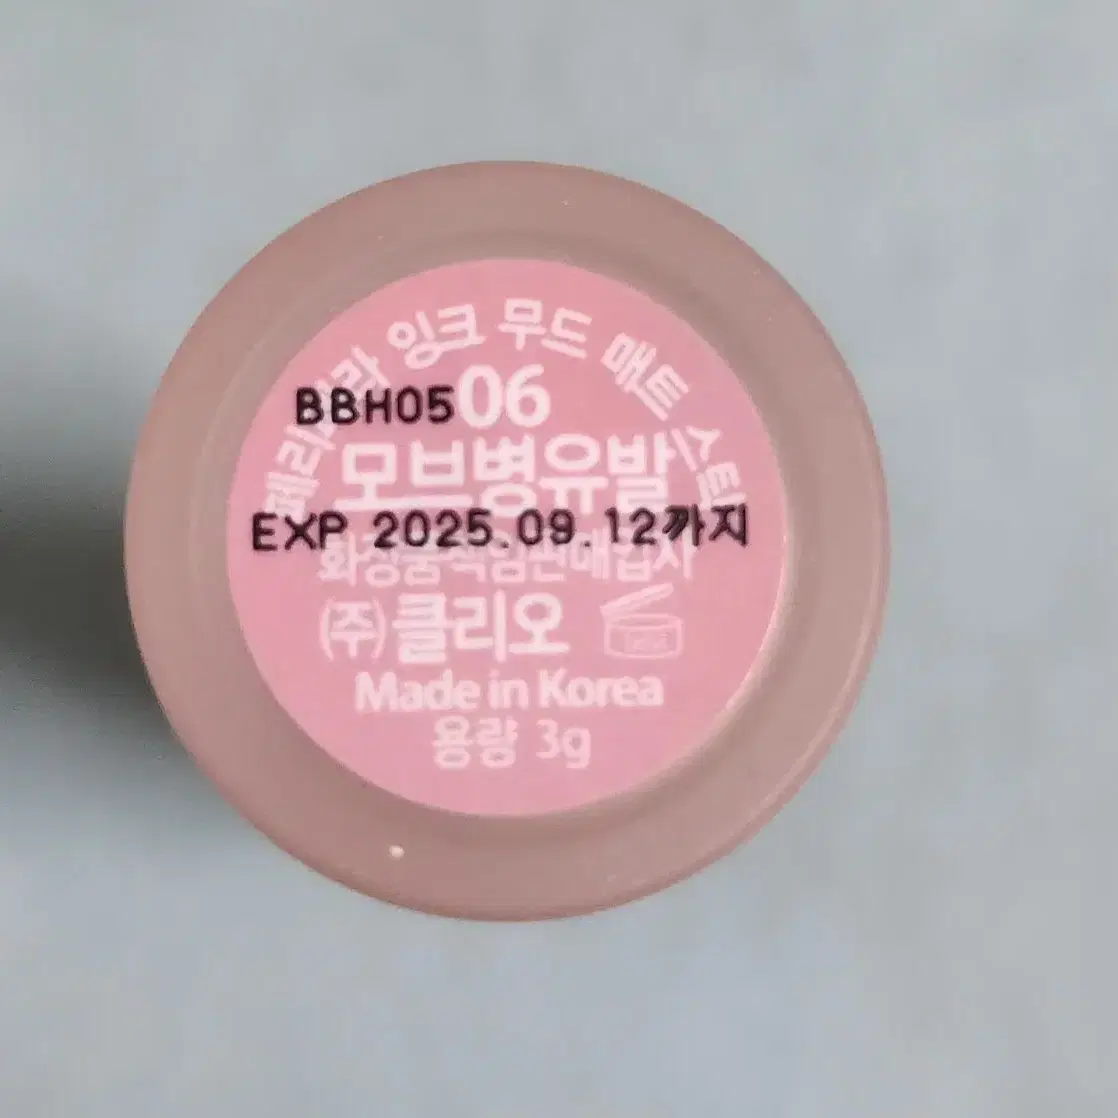 페리페라 잉크 무드 매트 스틱
BBH05
06
모브병유발
EXP 2025.09.12까지
화장품책임판매업자
(주)클리오
Made in Korea
용량 3g